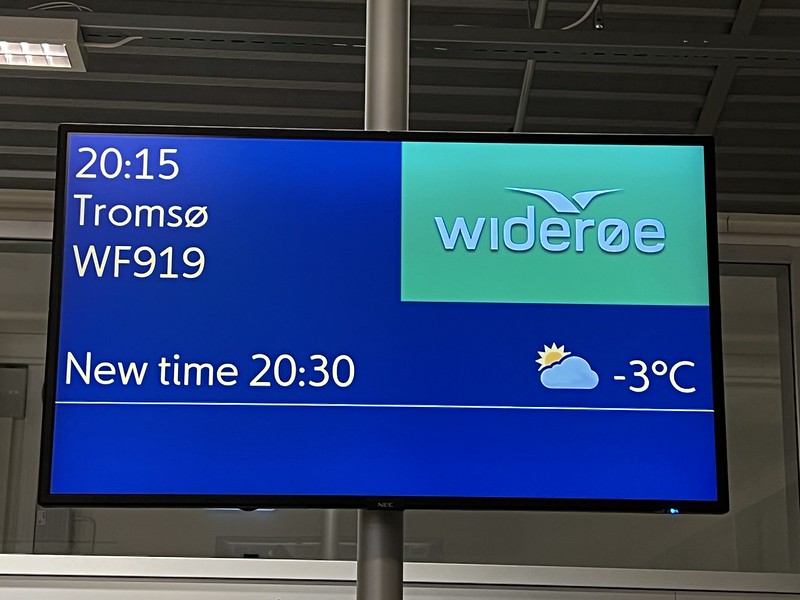 20:15
Tromsø
WF919
widerøe
New time 20:30
-3°C
NEC